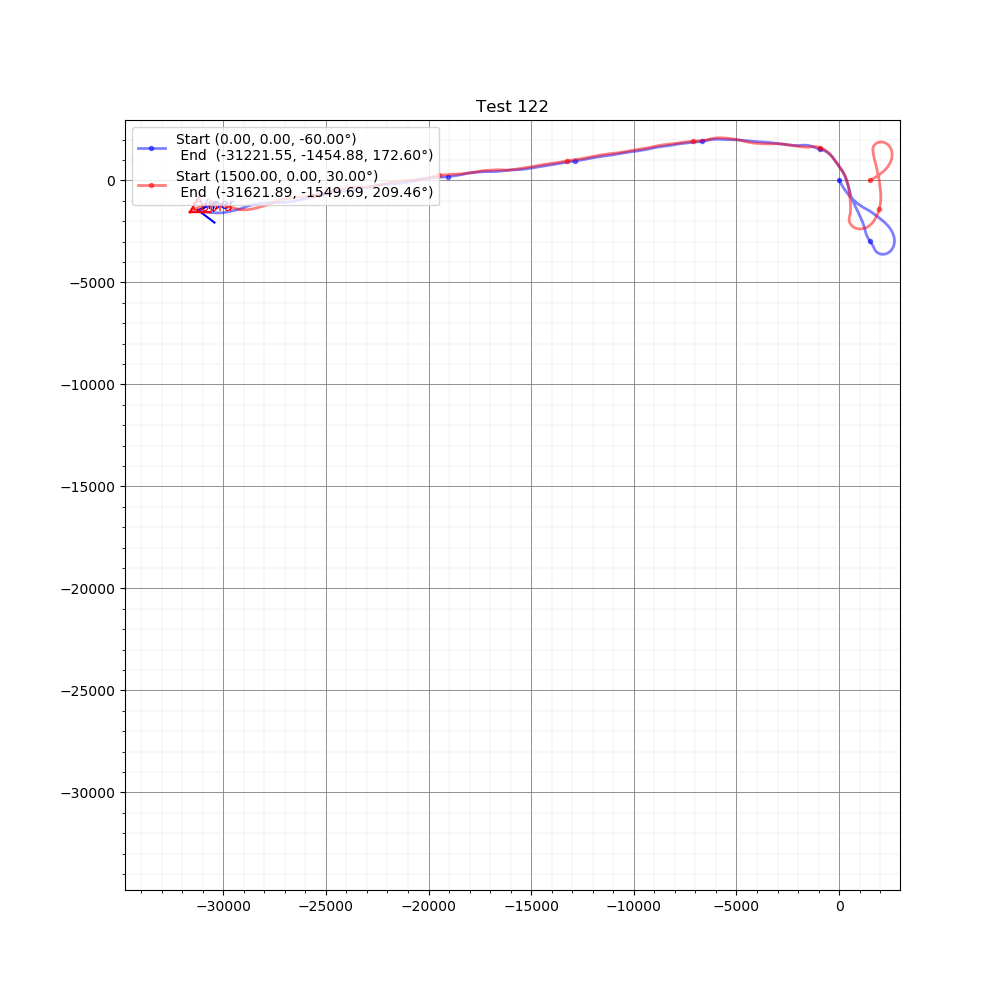 Test 122
Start (0.00, 0.00, -60.00°)
End (-31221.55, -1454.88, 172.60°)
Start (1500.00, 0.00, 30.00°)
End (-31621.89, -1549.69, 209.46°)
0
−5000
−10000
−15000
−20000
−25000
−30000
−30000 −25000 −20000 −15000 −10000 −5000 0